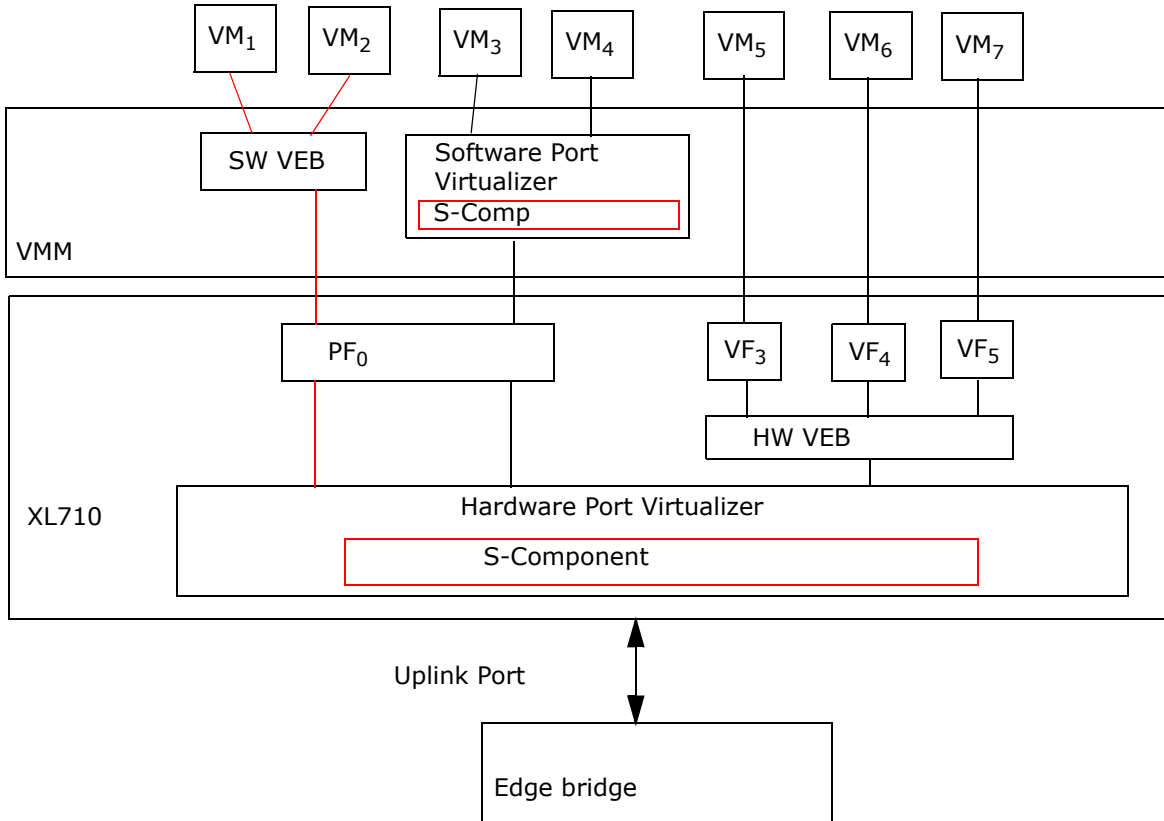 VM1
VM2
VM3
VM4
VM5
VM6
VM7
SW VEB
Software Port
Virtualizer
S-Comp
VMM
PF0
VF3
VF4
VF5
HW VEB
Hardware Port Virtualizer
XL710
S-Component
Uplink Port
Edge bridge